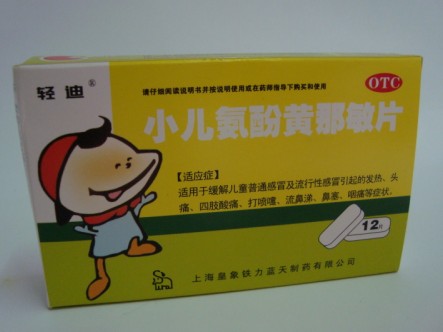 轻迪®
OTC
请仔细阅读说明书并按说明使用或在药师指导下购买和使用
小儿氨酚黄那敏片
【适应症】
适用于缓解儿童普通感冒及流行性感冒引起的发热、头
痛、四肢酸痛、打喷嚏、流鼻涕、鼻塞、咽痛等症状。
12片
上海皇象铁力蓝天制药有限公司